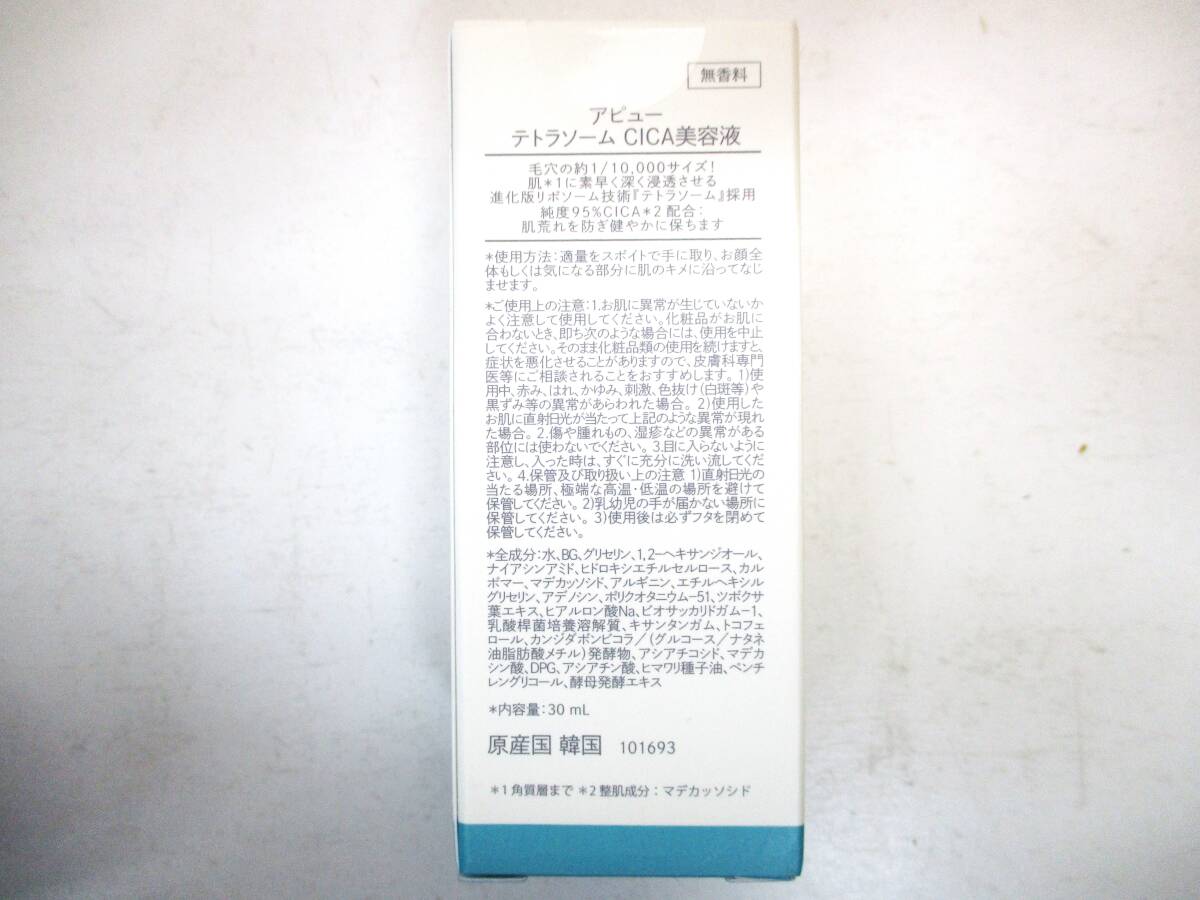 無香料
アピュー
テトラソーム CICA美容液
毛穴の約1/10,000サイズ!
肌*1に素早く深く浸透させる
進化版リポソーム技術『テトラソーム』採用
純度95%CICA*2配合:
肌荒れを防ぎ健やかに保ちます
*使用方法:適量をスポイトで手に取り、お顔全
体もしくは気になる部分に肌のキメに沿ってなじ
ませます。
*ご使用上の注意:1.お肌に異常が生じていないか
よく注意して使用してください。化粧品がお肌に
合わないとき、即ち次のような場合には、使用を中止
してください。そのまま化粧品類の使用を続けますと、
症状を悪化させることがありますので、皮膚科専門
医等にご相談されることをおすすめします。1)使
用中、赤み、はれ、かゆみ、刺激、色抜け(白斑等)や
黒ずみ等の異常があらわれた場合。2)使用した
お肌に直射日光が当たって上記のような異常が現れ
た場合。2.傷や腫れもの、湿疹などの異常がある
部位には使わないでください。3.目に入らないように
注意し、入った時は、すぐに充分に洗い流してくだ
さい。4.保管及び取り扱い上の注意 1)直射日光の
当たる場所、極端な高温・低温の場所を避けて
保管してください。2)乳幼児の手が届かない場所に
保管してください。3)使用後は必ずフタを閉めて
保管してください。
*全成分:水、BG、グリセリン、1,2-ヘキサンジオール、
ナイアシンアミド、ヒドロキシエチルセルロース、カル
ボマー、マデカッソシド、アルギニン、エチルヘキシル
グリセリン、アデノシン、ポリクオタニウム-51、ツボクサ
葉エキス、ヒアルロン酸Na、ビオサッカリドガム-1、
乳酸桿菌培養溶解質、キサンタンガム、トコフェ
ロール、カンジダボンビコラ/(グルコース/ナタネ
油脂肪酸メチル)発酵物、アシアチコシド、マデカ
シン酸、DPG、アシアチン酸、ヒマワリ種子油、ペンチ
レングリコール、酵母発酵エキス
*内容量:30 mL
原産国 韓国 101693
*1角質層まで *2整肌成分:マデカッソシド